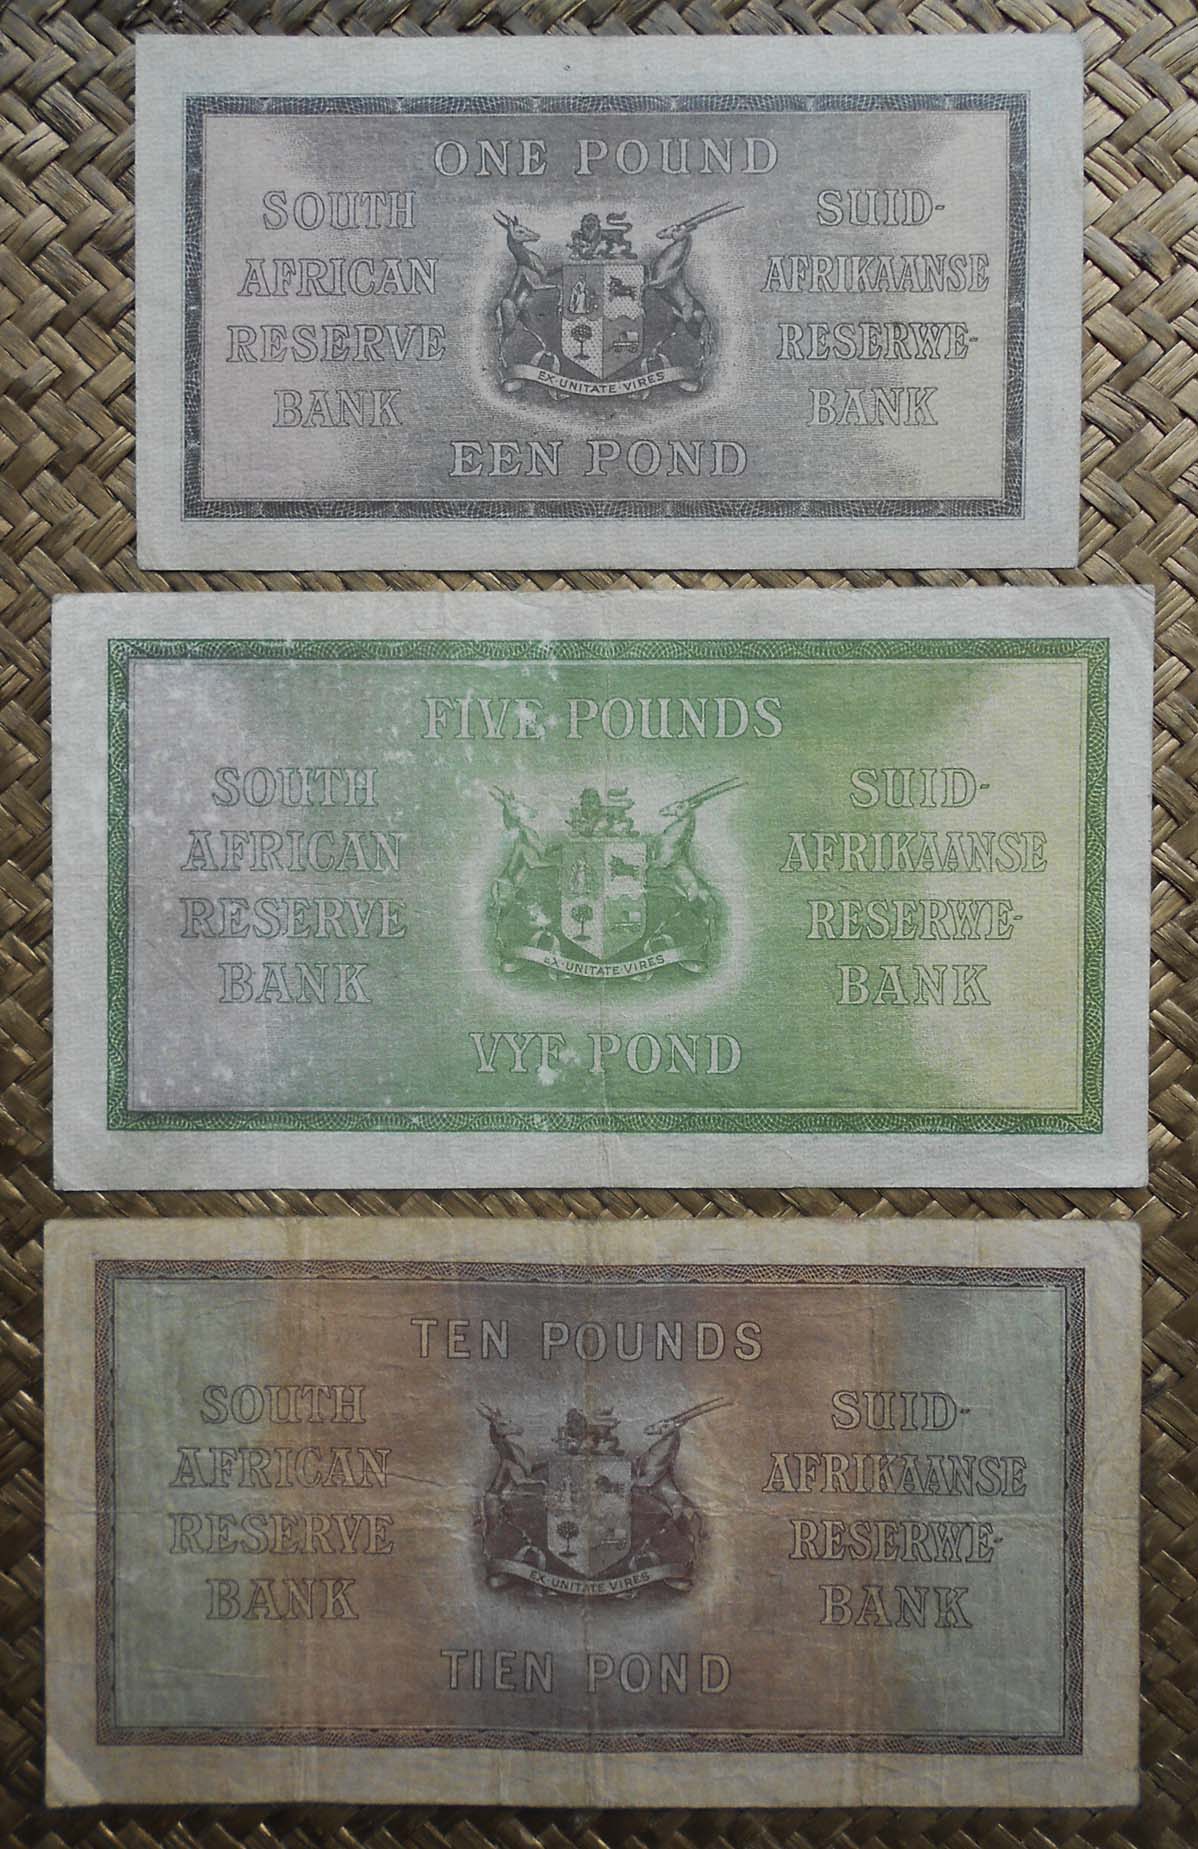 ONE POUND
SOUTH
AFRICAN
RESERVE
BANK
SUID-
AFRIKAANSE
RESERWE-
BANK
EX·UNITATE·VIRES
EEN POND
FIVE POUNDS
SOUTH
AFRICAN
RESERVE
BANK
SUID-
AFRIKAANSE
RESERWE-
BANK
EX·UNITATE·VIRES
VYF POND
TEN POUNDS
SOUTH
AFRICAN
RESERVE
BANK
SUID-
AFRIKAANSE
RESERWE-
BANK
EX·UNITATE·VIRES
TIEN POND